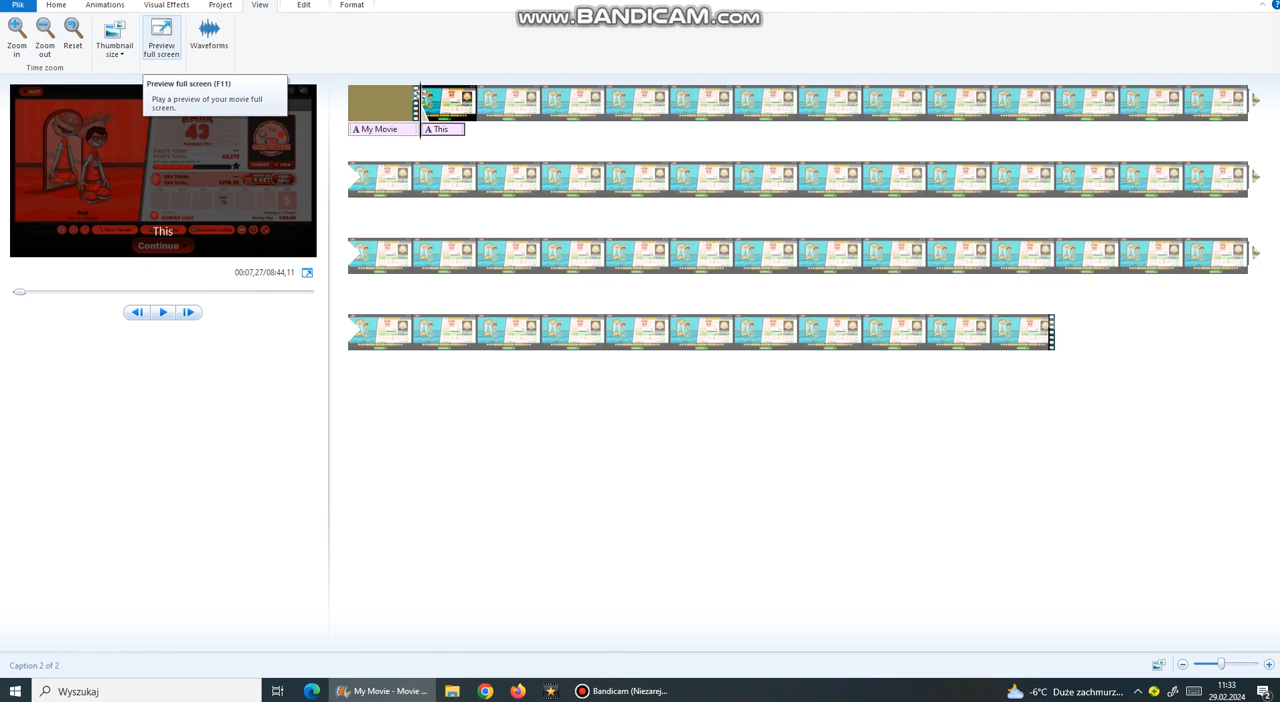 www.BANDICAM.com
Plik Home Animations Visual Effects Project View Edit Format
Zoom in
Zoom out
Reset
Thumbnail size
Preview full screen
Waveforms
Time zoom
Preview full screen (F11)
Play a preview of your movie full screen.
QUIT
43
This
Continue
00:07,27/08:44,11
A My Movie
A This
Caption 2 of 2
Wyszukaj
My Movie - Movie ...
Bandicam (Niezarej...
-6°C Duże zachmurz...
11:33
29.02.2024
2